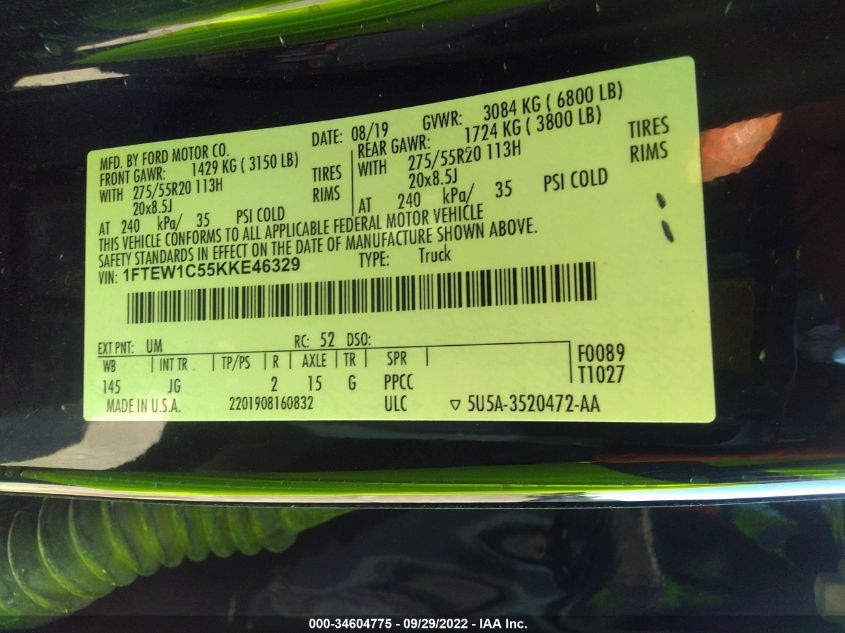 MFD. BY FORD MOTOR CO. DATE: 08/19 GVWR: 3084 KG ( 6800 LB)
FRONT GAWR: 1429 KG ( 3150 LB) REAR GAWR: 1724 KG ( 3800 LB)
WITH 275/55R20 113H TIRES WITH 275/55R20 113H TIRES
20x8.5J RIMS 20x8.5J RIMS
AT 240 kPa/ 35 PSI COLD AT 240 kPa/ 35 PSI COLD
THIS VEHICLE CONFORMS TO ALL APPLICABLE FEDERAL MOTOR VEHICLE
SAFETY STANDARDS IN EFFECT ON THE DATE OF MANUFACTURE SHOWN ABOVE.
VIN: 1FTEW1C55KKE46329 TYPE: Truck
EXT PNT: UM RC: 52 DSO:
WB INT TR TP/PS R AXLE TR SPR F0089
145 JG 2 15 G PPCC T1027
MADE IN U.S.A. 2201908160832 ULC ▽ 5U5A-3520472-AA
000-34604775 - 09/29/2022 - IAA Inc.